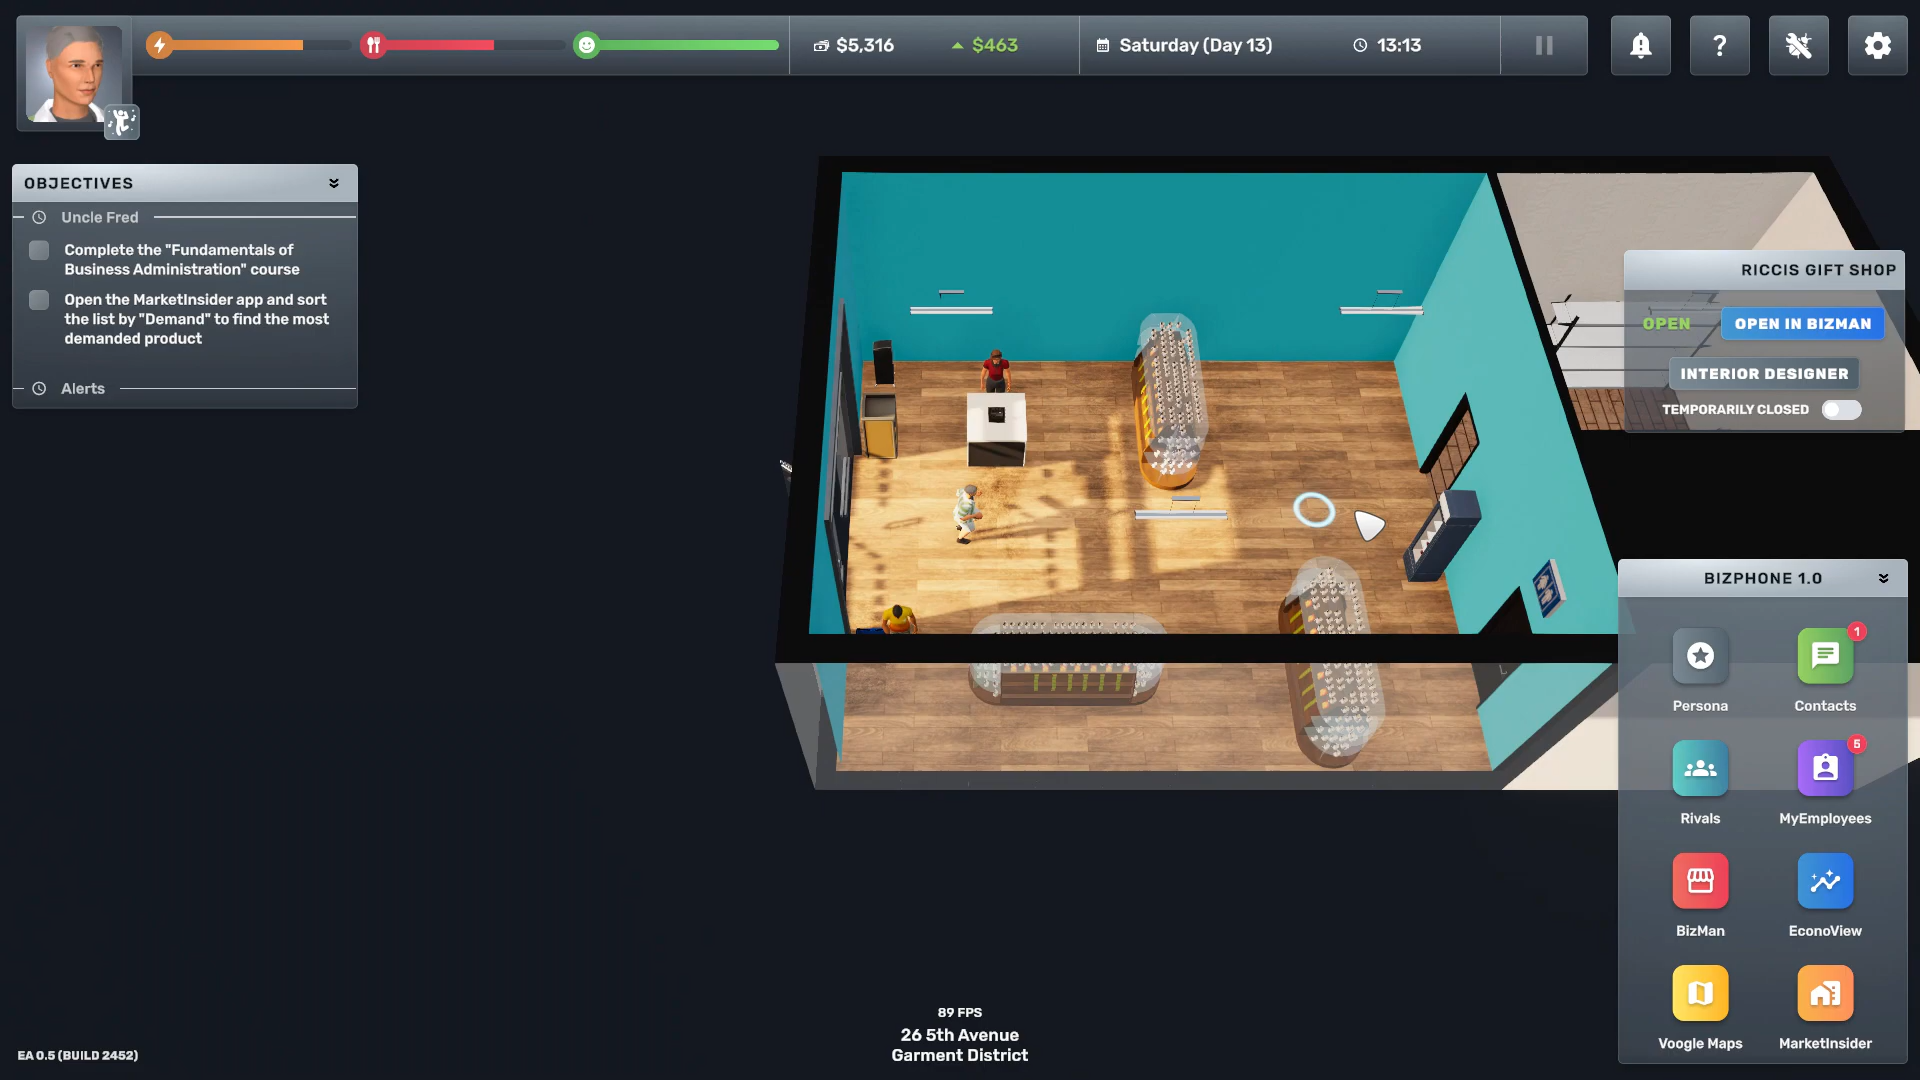 $5,316
$463
Saturday (Day 13)
13:13
?
OBJECTIVES
Uncle Fred
Complete the "Fundamentals of
Business Administration" course
Open the MarketInsider app and sort
the list by "Demand" to find the most
demanded product
Alerts
RICCIS GIFT SHOP
OPEN
OPEN IN BIZMAN
INTERIOR DESIGNER
TEMPORARILY CLOSED
BIZPHONE 1.0
Persona
1
Contacts
Rivals
5
MyEmployees
BizMan
EconoView
Voogle Maps
MarketInsider
89 FPS
26 5th Avenue
Garment District
EA 0.5 (BUILD 2452)